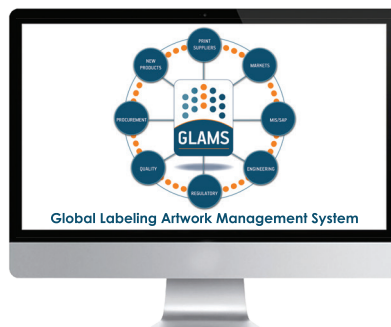 PRINT
SUPPLIERS
NEW
PRODUCTS
MARKETS
PROCUREMENT
GLAMS
MIS/SAP
QUALITY
ENGINEERING
REGULATORY
Global Labeling Artwork Management System